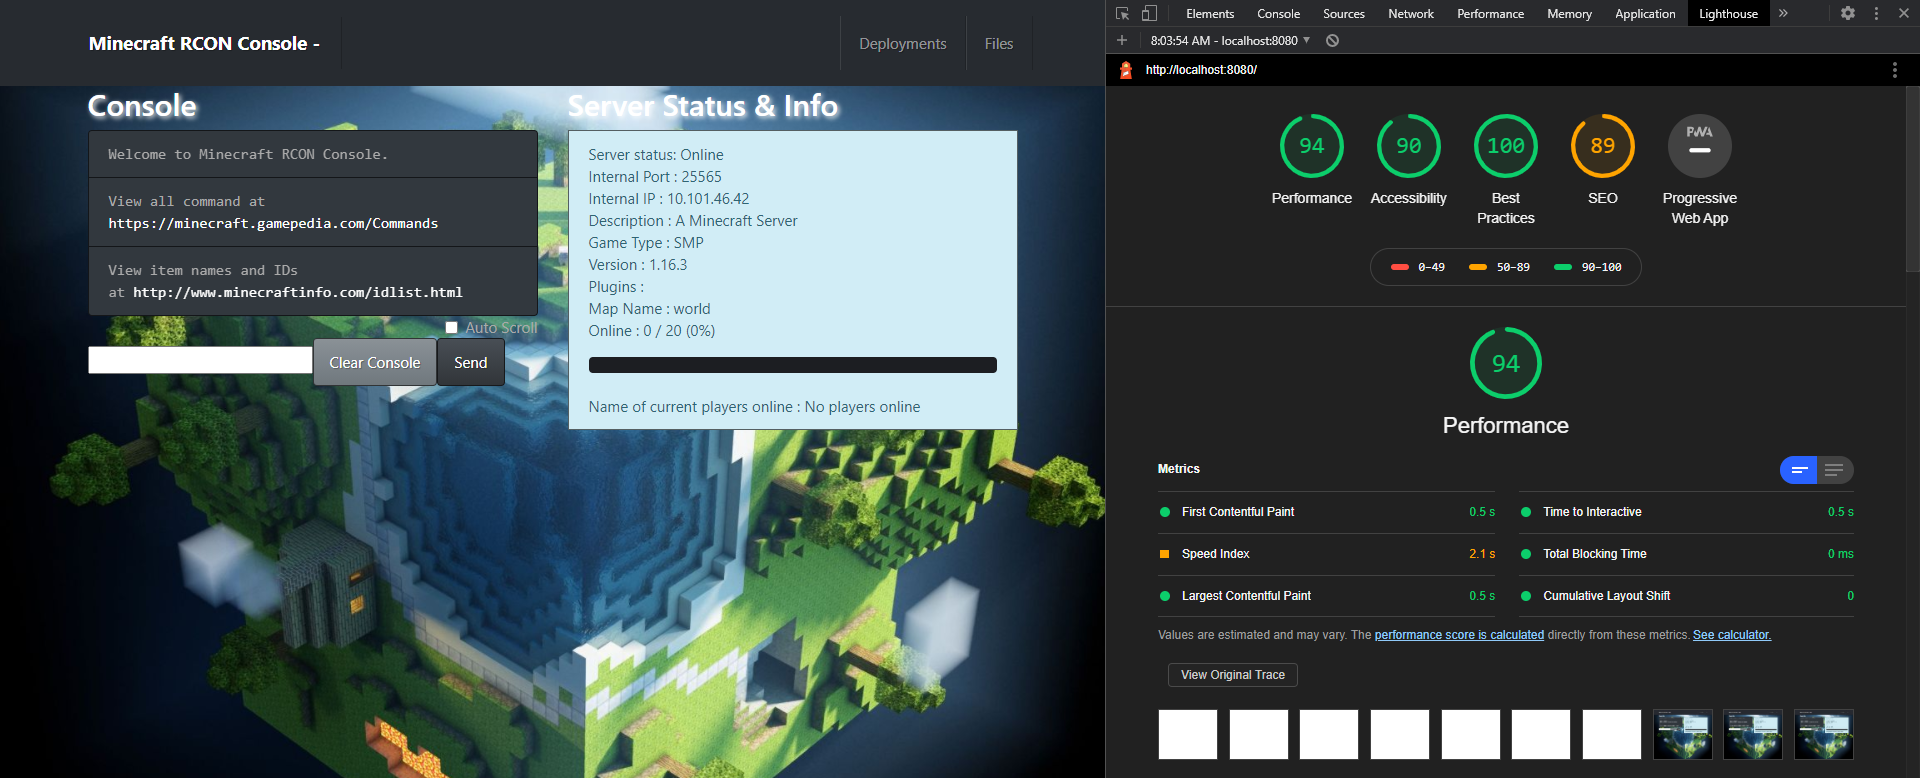 Minecraft RCON Console -
Deployments
Files
Console
Welcome to Minecraft RCON Console.
View all command at
https://minecraft.gamepedia.com/Commands
View item names and IDs
at http://www.minecraftinfo.com/idlist.html
Auto Scroll
Clear Console
Send
Server Status & Info
Server status: Online
Internal Port : 25565
Internal IP : 10.101.46.42
Description : A Minecraft Server
Game Type : SMP
Version : 1.16.3
Plugins :
Map Name : world
Online : 0 / 20 (0%)
Name of current players online : No players online
Elements Console Sources Network Performance Memory Application Lighthouse
8:03:54 AM - localhost:8080
http://localhost:8080/
94 90 100 89 PWA
Performance Accessibility Best Practices SEO Progressive Web App
0–49 50–89 90–100
94
Performance
Metrics
First Contentful Paint 0.5 s
Time to Interactive 0.5 s
Speed Index 2.1 s
Total Blocking Time 0 ms
Largest Contentful Paint 0.5 s
Cumulative Layout Shift 0
Values are estimated and may vary. The performance score is calculated directly from these metrics. See calculator.
View Original Trace